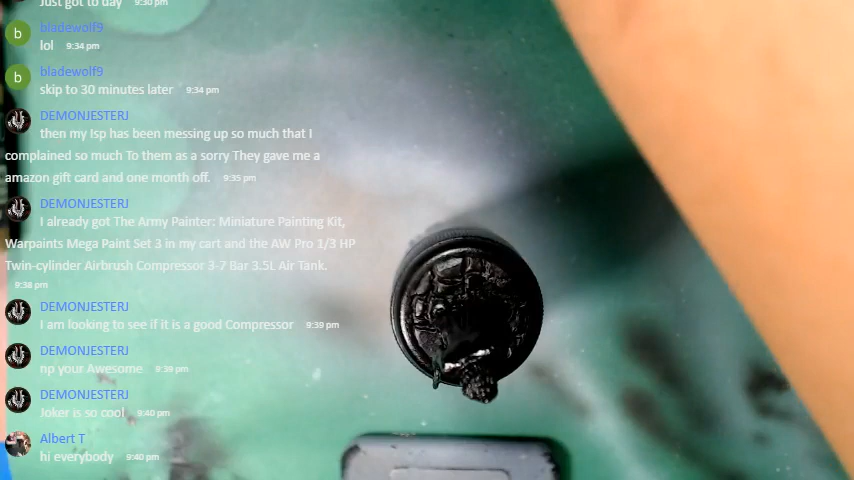 Just got to day 9:30 pm
b bladewolf9
lol 9:34 pm
b bladewolf9
skip to 30 minutes later 9:34 pm
DEMONJESTERJ
then my Isp has been messing up so much that I
complained so much To them as a sorry They gave me a
amazon gift card and one month off. 9:35 pm
DEMONJESTERJ
I already got The Army Painter: Miniature Painting Kit,
Warpaints Mega Paint Set 3 in my cart and the AW Pro 1/3 HP
Twin-cylinder Airbrush Compressor 3-7 Bar 3.5L Air Tank.
9:38 pm
DEMONJESTERJ
I am looking to see if it is a good Compressor 9:39 pm
DEMONJESTERJ
np your Awesome 9:39 pm
DEMONJESTERJ
Joker is so cool 9:40 pm
Albert T
hi everybody 9:40 pm